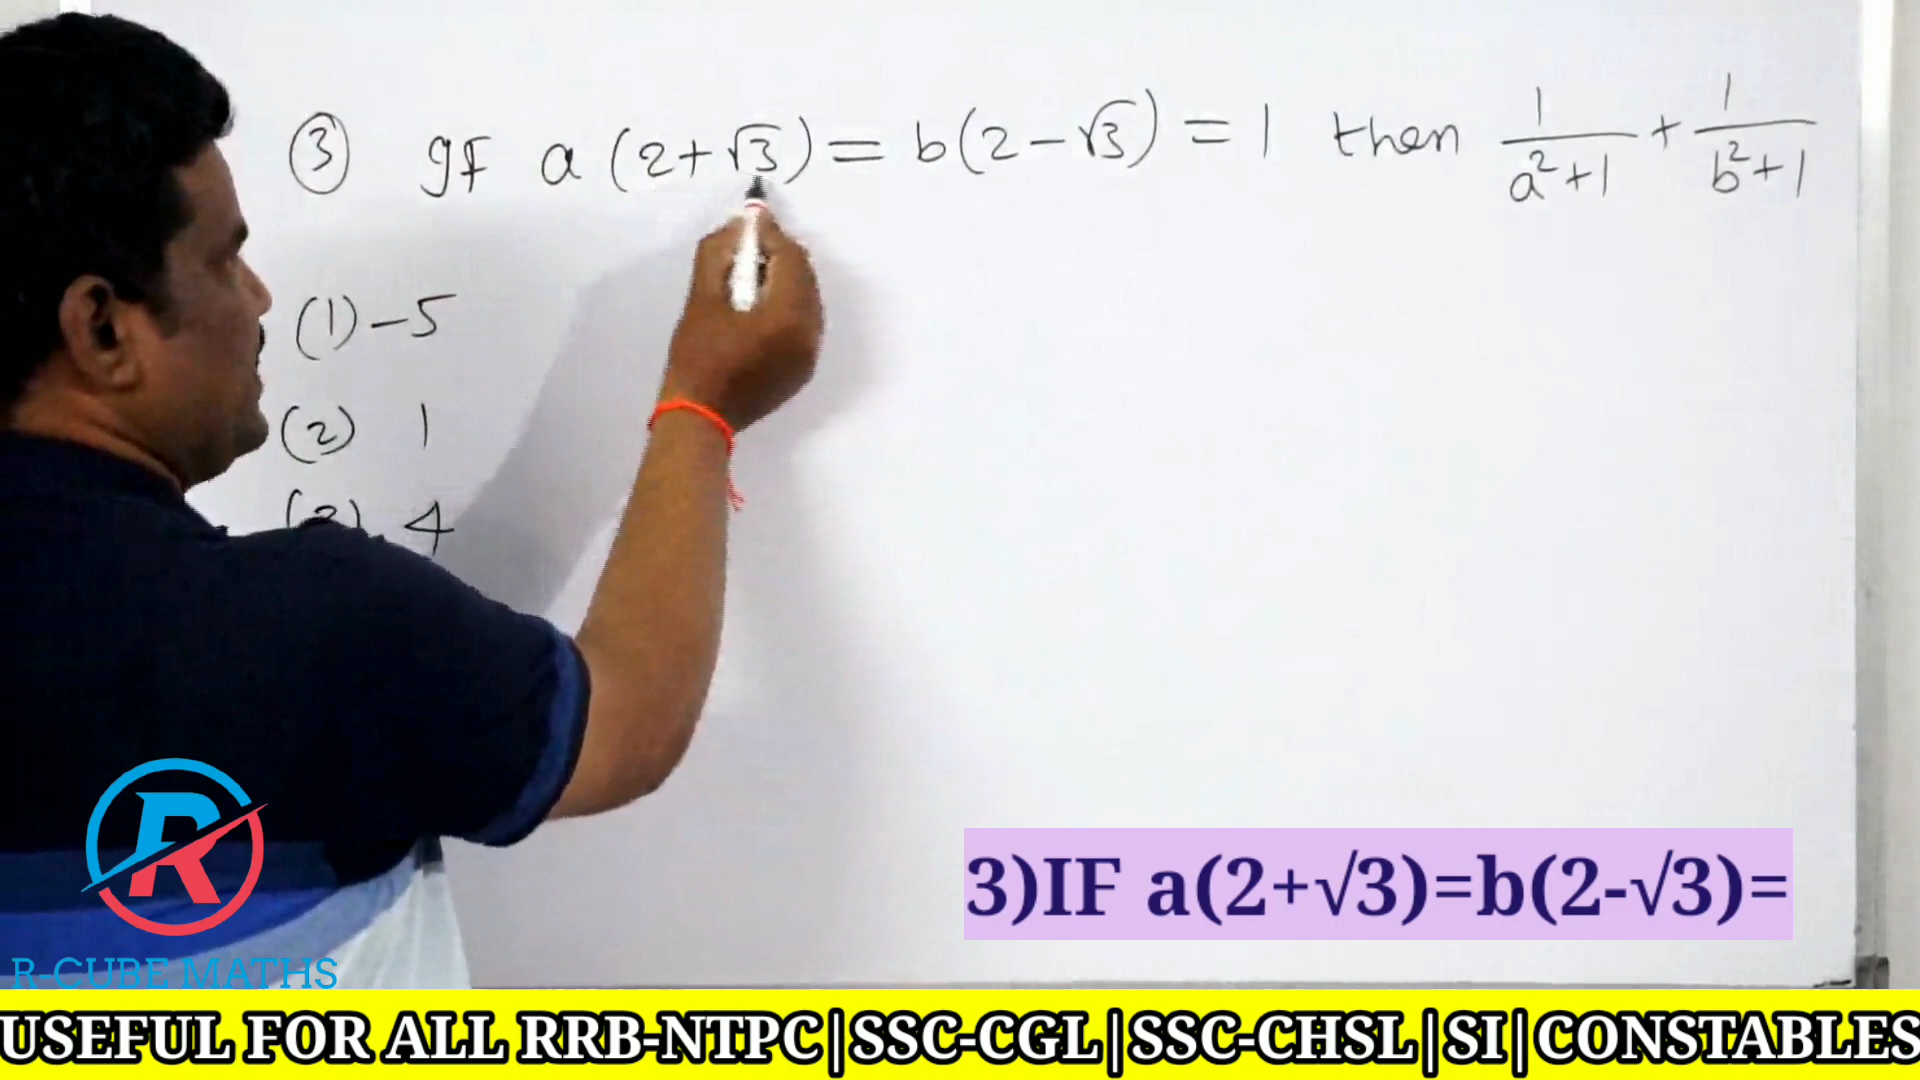 ③ If a(2+√3) = b(2-√3) = 1 then 1/(a²+1) + 1/(b²+1)
(1) -5
(2) 1
(3) 4
3)IF a(2+√3)=b(2-√3)=
R-CUBE MATHS
USEFUL FOR ALL RRB-NTPC|SSC-CGL|SSC-CHSL|SI|CONSTABLES